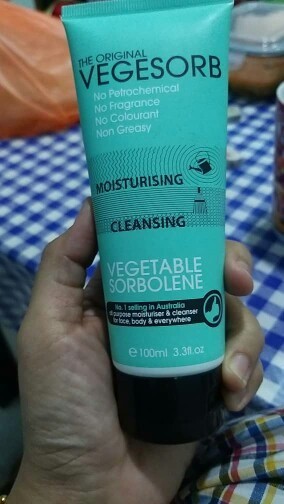 THE ORIGINAL
VEGESORB
No Petrochemical
No Fragrance
No Colourant
Non Greasy
MOISTURISING
CLEANSING
VEGETABLE
SORBOLENE
No. 1 selling in Australia
all purpose moisturiser & cleanser
for face, body & everywhere
℮ 100ml 3.3fl.oz